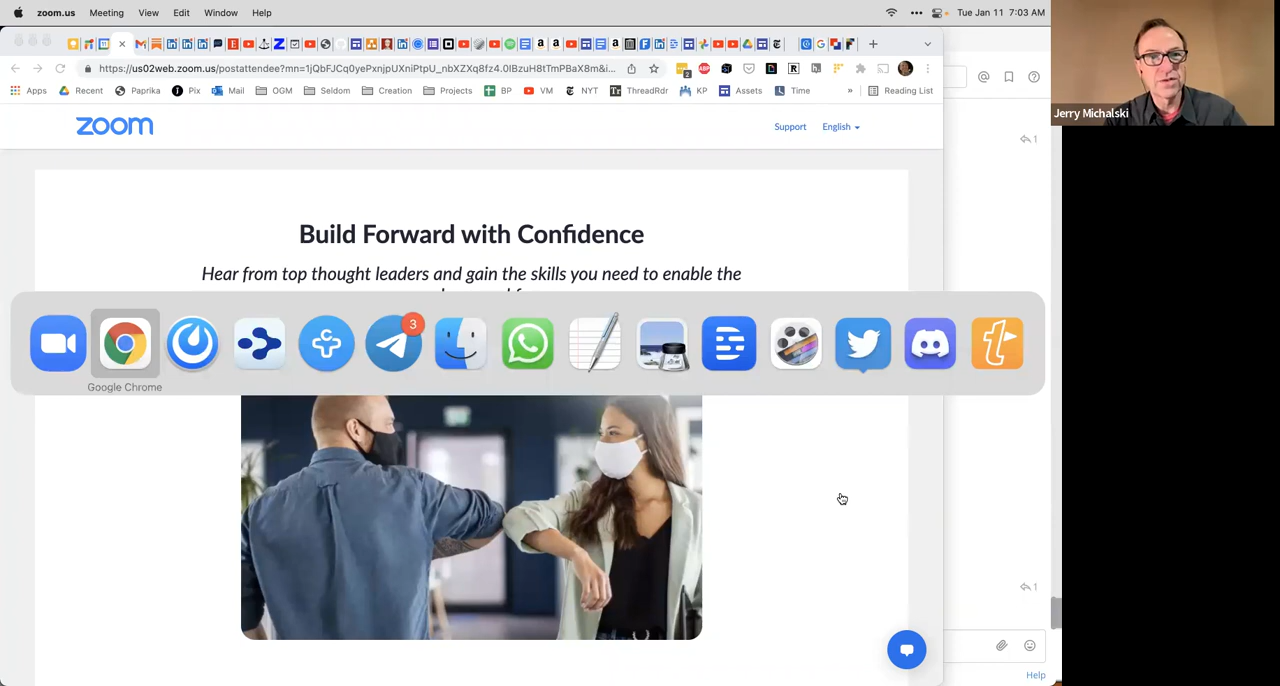 zoom.us Meeting View Edit Window Help Tue Jan 11 7:03 AM
https://us02web.zoom.us/postattendee?mn=1jQbFJCq0yePxnjpUXniPtpU_nbXZXq8fz4.0IBzuH8tTmPBaX8m&i...
Apps Recent Paprika Pix Mail OGM Seldom Creation Projects BP VM NYT ThreadRdr KP Assets Time » Reading List
Jerry Michalski
zoom Support English
1
Build Forward with Confidence
Hear from top thought leaders and gain the skills you need to enable the
3
Google Chrome
1
Help